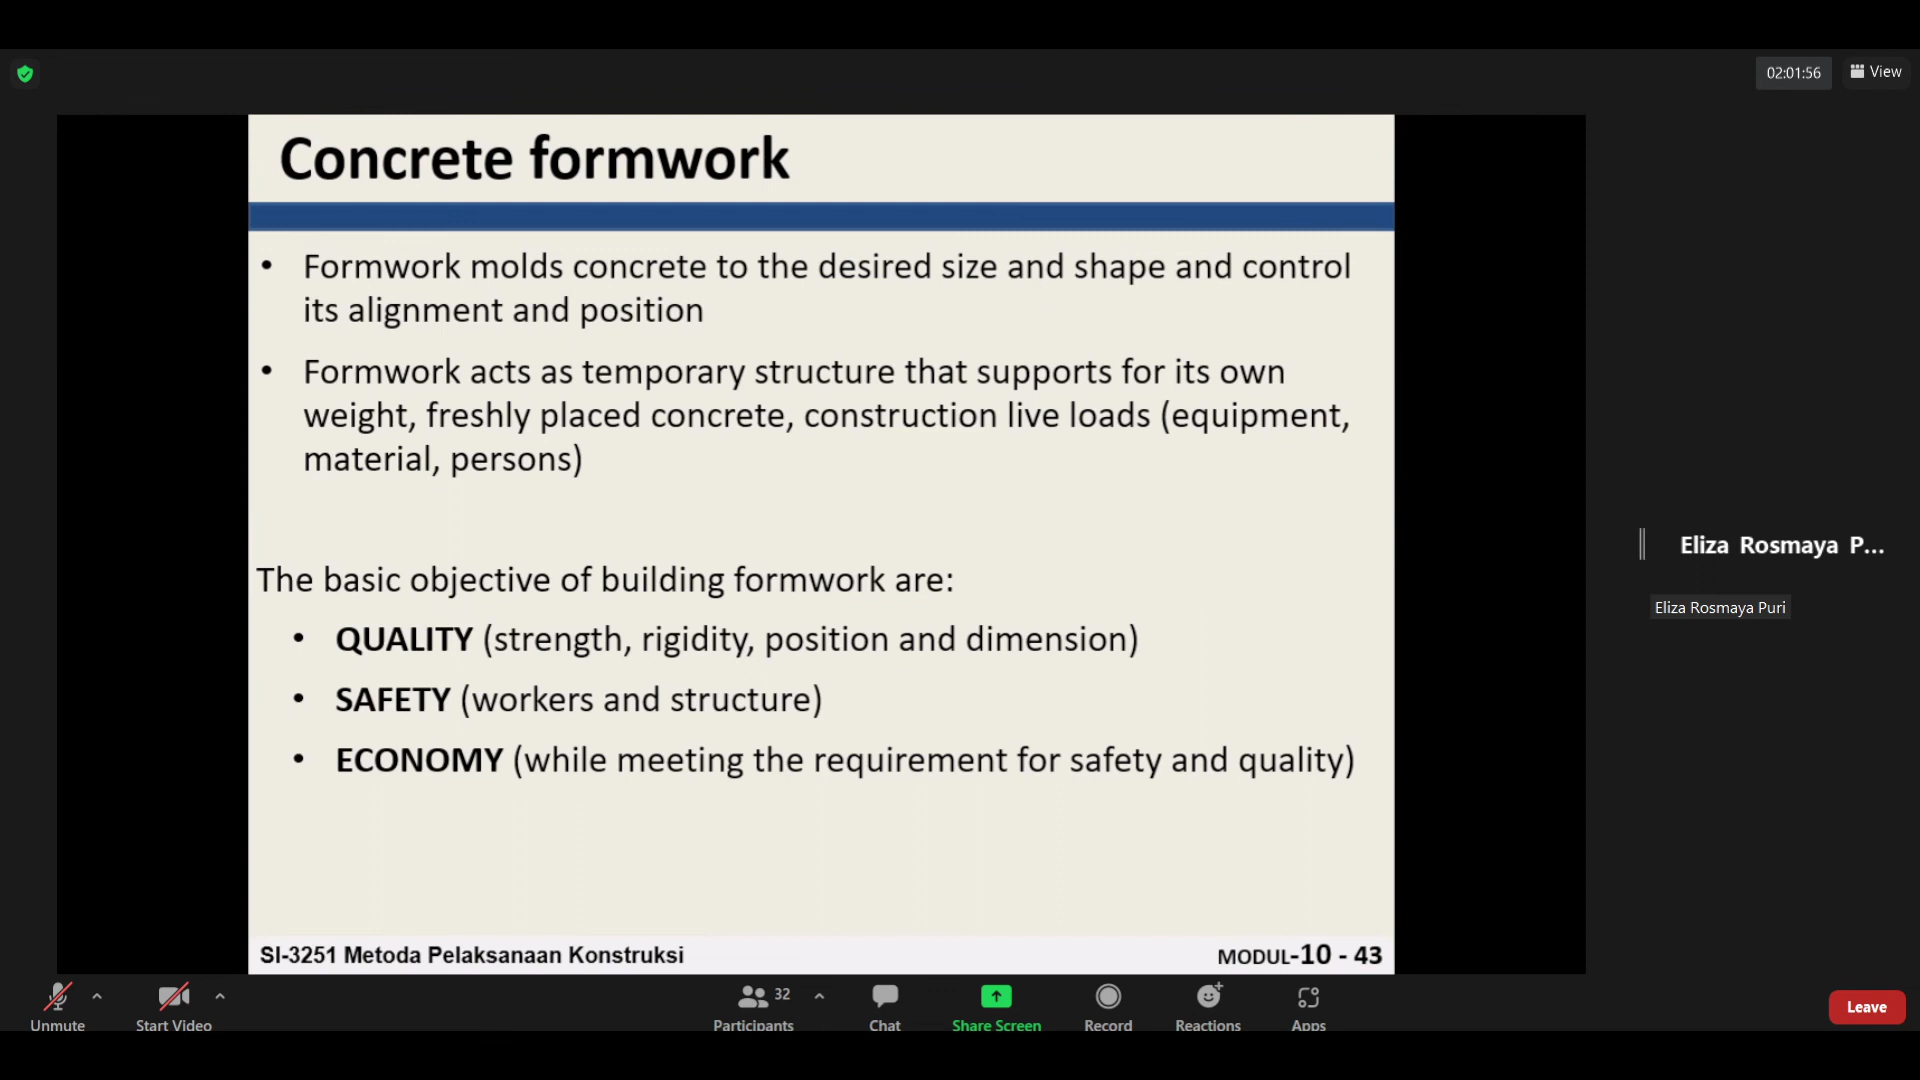 02:01:56
View
Concrete formwork
• Formwork molds concrete to the desired size and shape and control
its alignment and position
• Formwork acts as temporary structure that supports for its own
weight, freshly placed concrete, construction live loads (equipment,
material, persons)
The basic objective of building formwork are:
• QUALITY (strength, rigidity, position and dimension)
• SAFETY (workers and structure)
• ECONOMY (while meeting the requirement for safety and quality)
SI-3251 Metoda Pelaksanaan Konstruksi
MODUL-10 - 43
Eliza Rosmaya P...
Eliza Rosmaya Puri
Unmute
Start Video
32
Participants
Chat
Share Screen
Record
Reactions
Apps
Leave